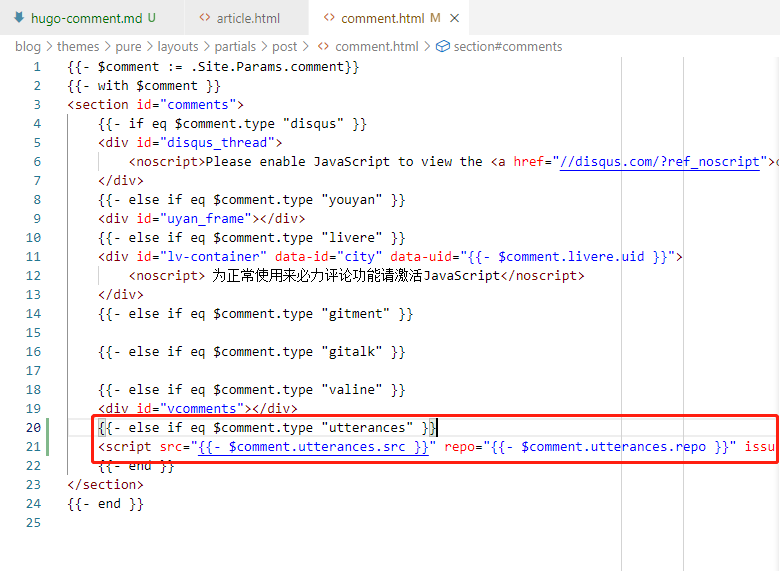 hugo-comment.md U
article.html
comment.html M
blog > themes > pure > layouts > partials > post > comment.html > section#comments
1 {{- $comment := .Site.Params.comment}}
2 {{- with $comment }}
3 <section id="comments">
4 {{- if eq $comment.type "disqus" }}
5 <div id="disqus_thread">
6 <noscript>Please enable JavaScript to view the <a href="//disqus.com/?ref_noscript">
7 </div>
8 {{- else if eq $comment.type "youyan" }}
9 <div id="uyan_frame"></div>
10 {{- else if eq $comment.type "livere" }}
11 <div id="lv-container" data-id="city" data-uid="{{- $comment.livere.uid }}">
12 <noscript> 为正常使用来必力评论功能请激活JavaScript</noscript>
13 </div>
14 {{- else if eq $comment.type "gitment" }}
15
16 {{- else if eq $comment.type "gitalk" }}
17
18 {{- else if eq $comment.type "valine" }}
19 <div id="vcomments"></div>
20 {{- else if eq $comment.type "utterances" }}
21 <script src="{{- $comment.utterances.src }}" repo="{{- $comment.utterances.repo }}" issu
22 {{- end }}
23 </section>
24 {{- end }}
25